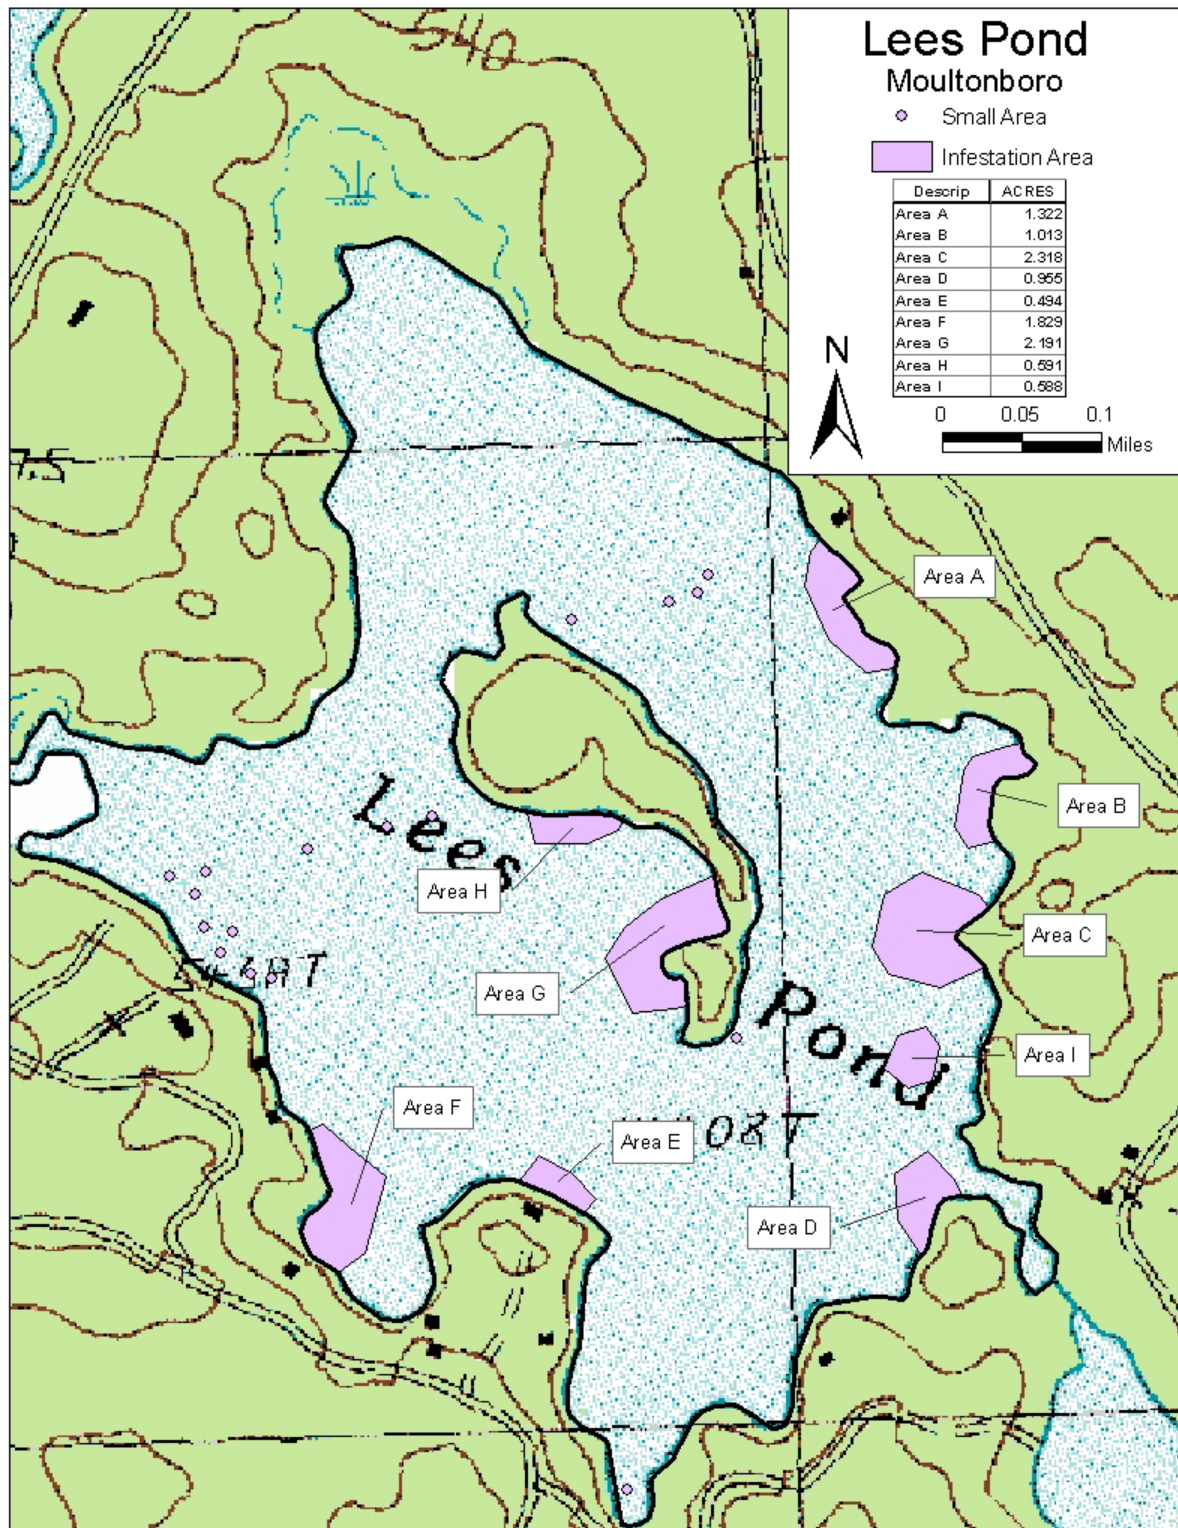 540
Lees Pond
Moultonboro
Small Area
Infestation Area
Descrip ACRES
Area A 1.322
Area B 1.013
Area C 2.318
Area D 0.955
Area E 0.494
Area F 1.829
Area G 2.191
Area H 0.591
Area I 0.588
N
0 0.05 0.1
Miles
75
Area A
Area B
Lees
Area H
Area C
Area G
Pond
Area I
Area F
Area E
08T
Area D